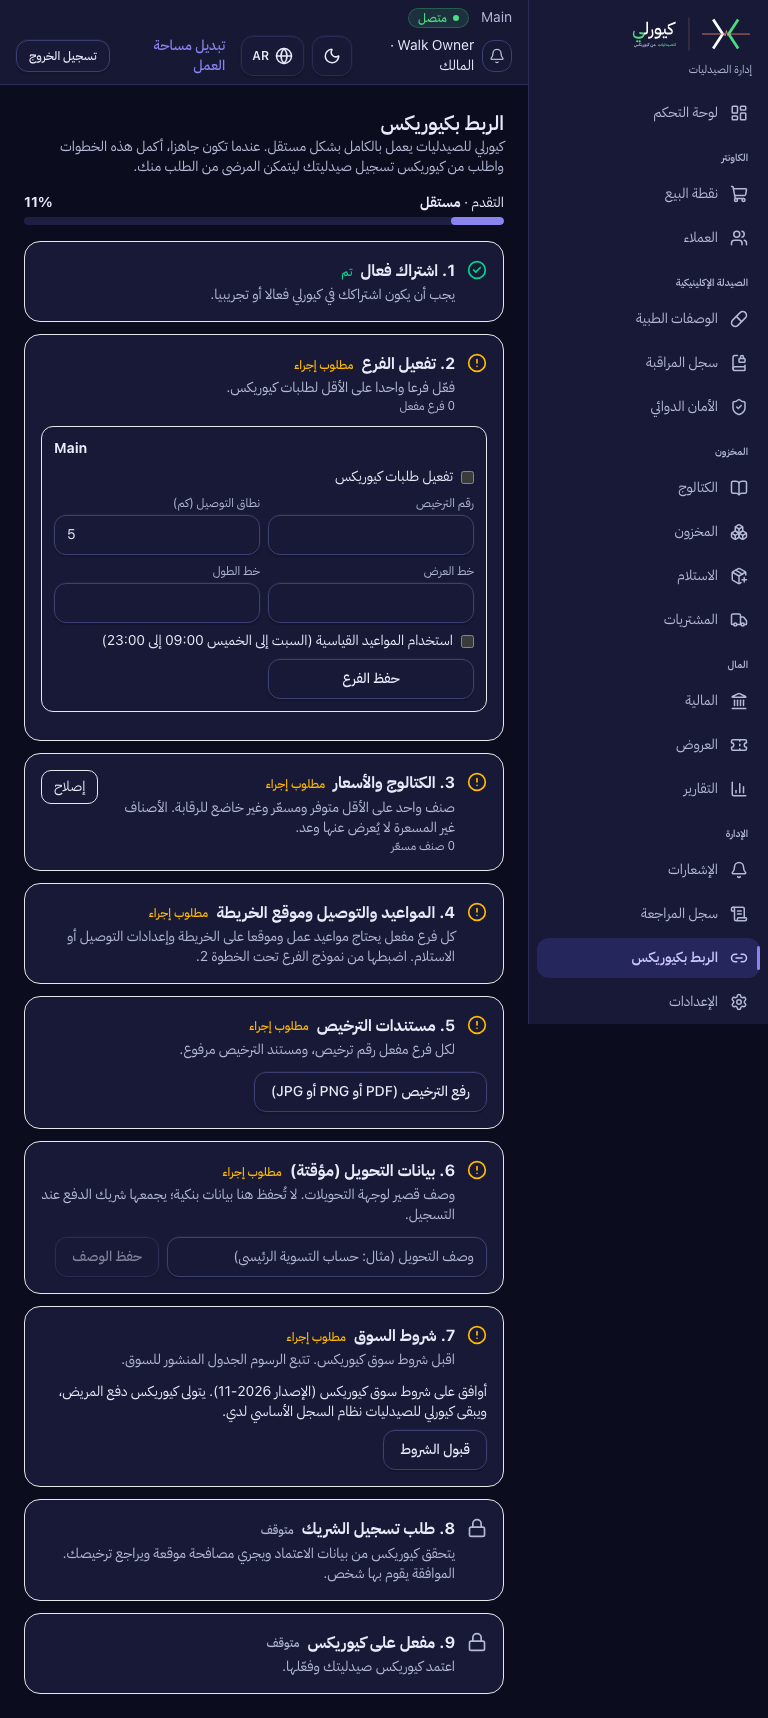 كيورلي
الصيدليات من كيوريكس
إدارة الصيدليات
لوحة التحكم
الكاونتر
نقطة البيع
العملاء
الصيدلة الإكلينيكية
الوصفات الطبية
سجل المراقبة
الأمان الدوائي
المخزون
الكتالوج
المخزون
الاستلام
المشتريات
المال
المالية
العروض
التقارير
الإدارة
الإشعارات
سجل المراجعة
الربط بكيوريكس
الإعدادات
Main
متصل
Walk Owner ·
المالك
AR
تبديل مساحة
العمل
تسجيل الخروج
الربط بكيوريكس
كيورلي للصيدليات يعمل بالكامل بشكل مستقل. عندما تكون جاهزا، أكمل هذه الخطوات
واطلب من كيوريكس تسجيل صيدليتك ليتمكن المرضى من الطلب منك.
التقدم · مستقل
11%
1. اشتراك فعال تم
يجب أن يكون اشتراكك في كيورلي فعالا أو تجريبيا.
2. تفعيل الفرع مطلوب إجراء
فعّل فرعا واحدا على الأقل لطلبات كيوريكس.
0 فرع مفعل
Main
تفعيل طلبات كيوريكس
رقم الترخيص
نطاق التوصيل (كم)
5
خط العرض
خط الطول
استخدام المواعيد القياسية (السبت إلى الخميس 09:00 إلى 23:00)
حفظ الفرع
3. الكتالوج والأسعار مطلوب إجراء
إصلاح
صنف واحد على الأقل متوفر ومسعّر وغير خاضع للرقابة. الأصناف
غير المسعرة لا يُعرض عنها وعد.
0 صنف مسعّر
4. المواعيد والتوصيل وموقع الخريطة مطلوب إجراء
كل فرع مفعل يحتاج مواعيد عمل وموقعا على الخريطة وإعدادات التوصيل أو
الاستلام. اضبطها من نموذج الفرع تحت الخطوة 2.
5. مستندات الترخيص مطلوب إجراء
لكل فرع مفعل رقم ترخيص، ومستند الترخيص مرفوع.
رفع الترخيص (PDF أو PNG أو JPG)
6. بيانات التحويل (مؤقتة) مطلوب إجراء
وصف قصير لوجهة التحويلات. لا تُحفظ هنا بيانات بنكية؛ يجمعها شريك الدفع عند
التسجيل.
وصف التحويل (مثال: حساب التسوية الرئيسي)
حفظ الوصف
7. شروط السوق مطلوب إجراء
اقبل شروط سوق كيوريكس. تتبع الرسوم الجدول المنشور للسوق.
أوافق على شروط سوق كيوريكس (الإصدار 2026-11). يتولى كيوريكس دفع المريض،
ويبقى كيورلي للصيدليات نظام السجل الأساسي لدي.
قبول الشروط
8. طلب تسجيل الشريك متوقف
يتحقق كيوريكس من بيانات الاعتماد ويجري مصافحة موقعة ويراجع ترخيصك.
الموافقة يقوم بها شخص.
9. مفعل على كيوريكس متوقف
اعتمد كيوريكس صيدليتك وفعّلها.